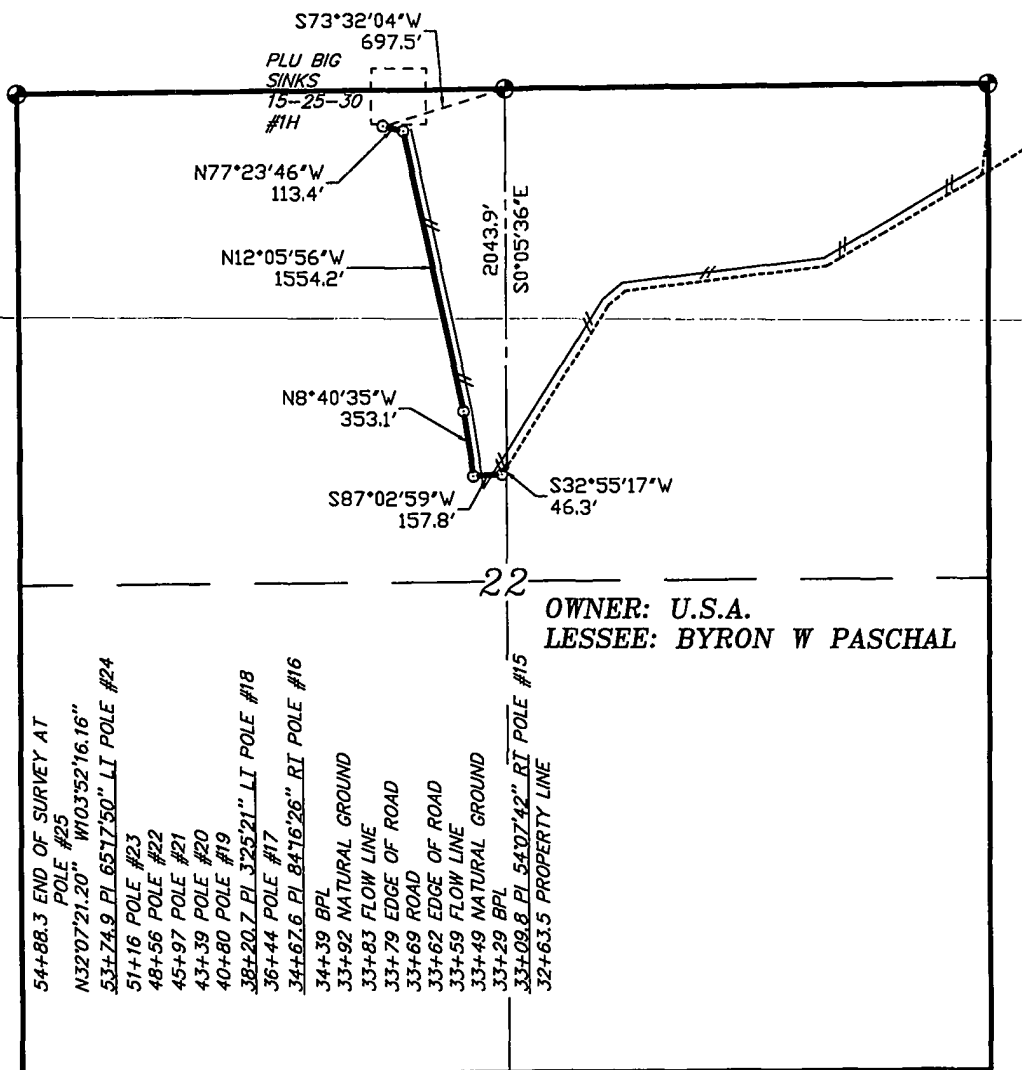 S73°32'04"W
697.5'
PLU BIG
SINKS
15-25-30
#1H
N77°23'46"W
113.4'
N12°05'56"W
1554.2'
2043.9'
S0°05'36"E
N8°40'35"W
353.1'
S87°02'59"W
157.8'
S32°55'17"W
46.3'
22
OWNER: U.S.A.
LESSEE: BYRON W PASCHAL
54+88.3 END OF SURVEY AT
POLE #25
N32°07'21.20" W103°52'16.16"
53+74.9 PI 65°17'50" LT POLE #24
51+16 POLE #23
48+56 POLE #22
45+97 POLE #21
43+39 POLE #20
40+80 POLE #19
38+20.7 PI 3°25'21" LT POLE #18
36+44 POLE #17
34+67.6 PI 84°16'26" RT POLE #16
34+39 BPL
33+92 NATURAL GROUND
33+83 FLOW LINE
33+79 EDGE OF ROAD
33+69 ROAD
33+62 EDGE OF ROAD
33+59 FLOW LINE
33+49 NATURAL GROUND
33+29 BPL
33+09.8 PI 54°07'42" RT POLE #15
32+63.5 PROPERTY LINE